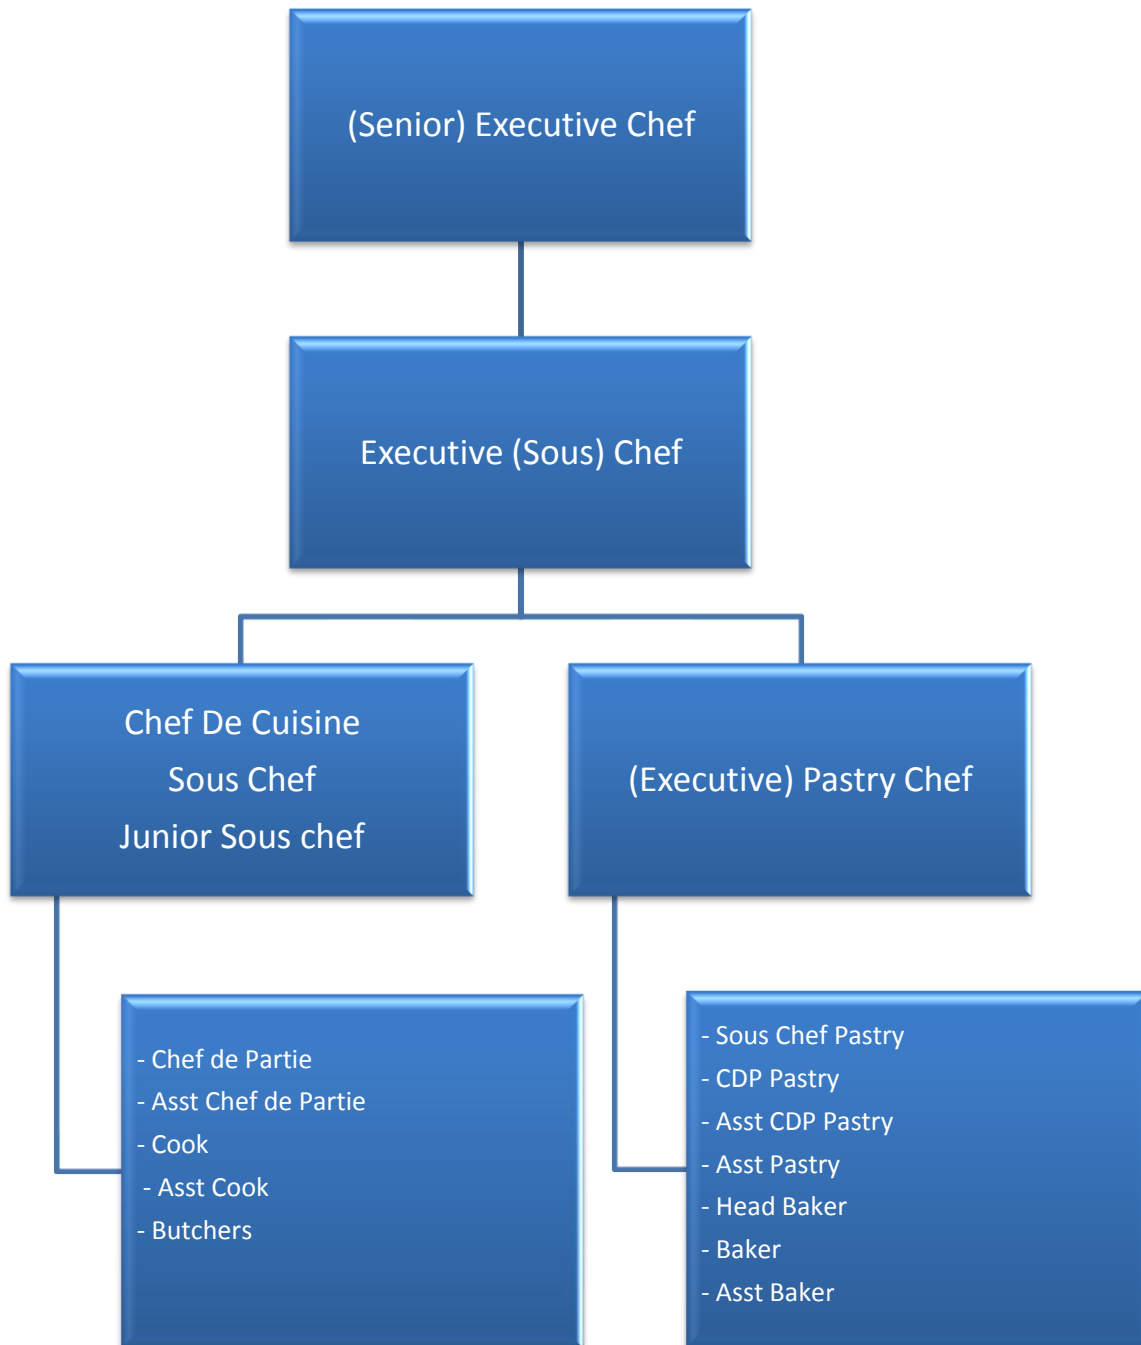 (Senior) Executive Chef
Executive (Sous) Chef
Chef De Cuisine
Sous Chef
Junior Sous chef
(Executive) Pastry Chef
- Chef de Partie
- Asst Chef de Partie
- Cook
- Asst Cook
- Butchers
- Sous Chef Pastry
- CDP Pastry
- Asst CDP Pastry
- Asst Pastry
- Head Baker
- Baker
- Asst Baker